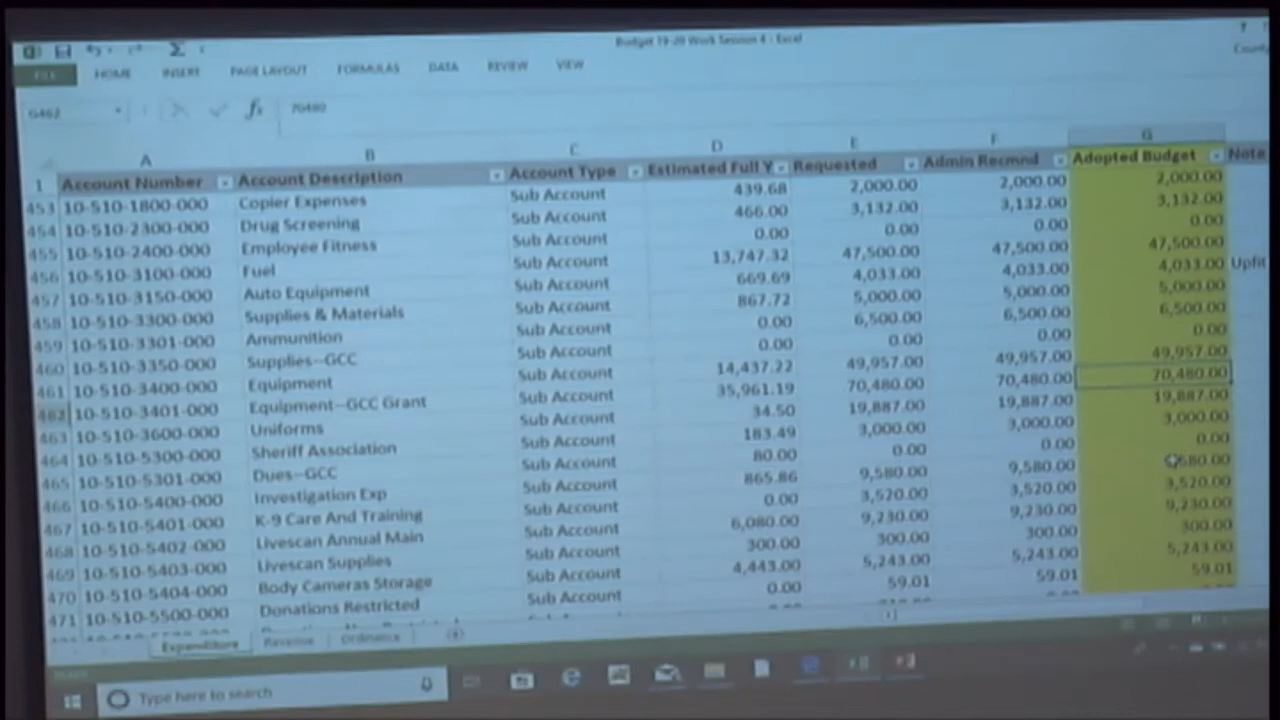 Budget 19-20 Work Session 4 - Excel
FILE HOME INSERT PAGE LAYOUT FORMULAS DATA REVIEW VIEW
G462 fx 70480
A B C D E F G
1 Account Number Account Description Account Type Estimated Full Y Requested Admin Recmnd Adopted Budget Note
453 10-510-1800-000 Copier Expenses Sub Account 439.68 2,000.00 2,000.00 2,000.00
454 10-510-2300-000 Drug Screening Sub Account 466.00 3,132.00 3,132.00 3,132.00
455 10-510-2400-000 Employee Fitness Sub Account 0.00 0.00 0.00 0.00
456 10-510-3100-000 Fuel Sub Account 13,747.32 47,500.00 47,500.00 47,500.00
457 10-510-3150-000 Auto Equipment Sub Account 669.69 4,033.00 4,033.00 4,033.00 Upfit
458 10-510-3300-000 Supplies & Materials Sub Account 867.72 5,000.00 5,000.00 5,000.00
459 10-510-3301-000 Ammunition Sub Account 0.00 6,500.00 6,500.00 6,500.00
460 10-510-3350-000 Supplies--GCC Sub Account 0.00 0.00 0.00 0.00
461 10-510-3400-000 Equipment Sub Account 14,437.22 49,957.00 49,957.00 49,957.00
462 10-510-3401-000 Equipment--GCC Grant Sub Account 35,961.19 70,480.00 70,480.00 70,480.00
463 10-510-3600-000 Uniforms Sub Account 34.50 19,887.00 19,887.00 19,887.00
464 10-510-5300-000 Sheriff Association Sub Account 183.49 3,000.00 3,000.00 3,000.00
465 10-510-5301-000 Dues--GCC Sub Account 80.00 0.00 0.00 0.00
466 10-510-5400-000 Investigation Exp Sub Account 865.86 9,580.00 9,580.00 580.00
467 10-510-5401-000 K-9 Care And Training Sub Account 0.00 3,520.00 3,520.00 3,520.00
468 10-510-5402-000 Livescan Annual Main Sub Account 6,080.00 9,230.00 9,230.00 9,230.00
469 10-510-5403-000 Livescan Supplies Sub Account 300.00 300.00 300.00 300.00
470 10-510-5404-000 Body Cameras Storage Sub Account 4,443.00 5,243.00 5,243.00 5,243.00
471 10-510-5500-000 Donations Restricted Sub Account 0.00 59.01 59.01 59.01
Expenditure Revenue Ordinance
Type here to search